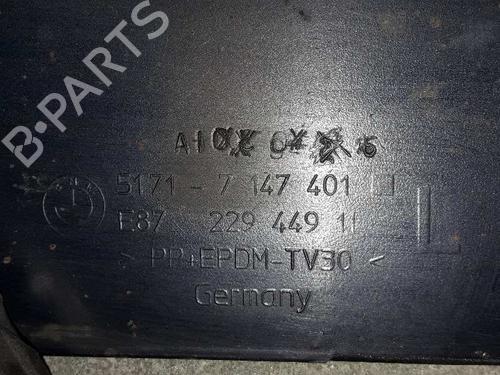 B-PARTS
5171 - 7 147 401
E87 229 449 11
> PP+EPDM-TV30 <
Germany
L